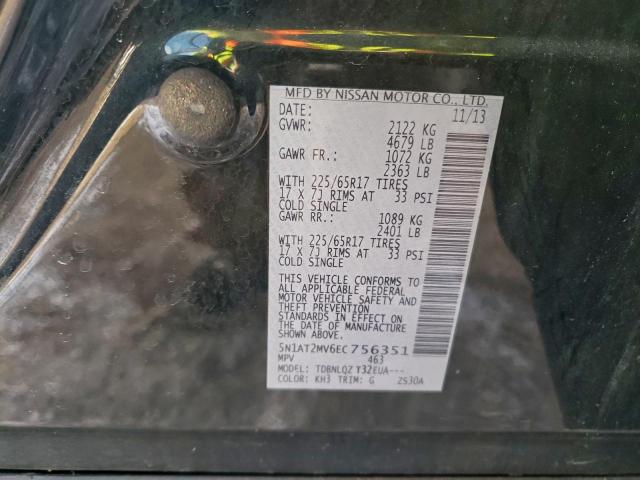 MFD BY NISSAN MOTOR CO., LTD.
DATE: 11/13
GVWR: 2122 KG
4679 LB
GAWR FR.: 1072 KG
2363 LB
WITH 225/65R17 TIRES
17 X 7J RIMS AT 33 PSI
COLD SINGLE
GAWR RR.: 1089 KG
2401 LB
WITH 225/65R17 TIRES
17 X 7J RIMS AT 33 PSI
COLD SINGLE
THIS VEHICLE CONFORMS TO
ALL APPLICABLE FEDERAL
MOTOR VEHICLE SAFETY AND
THEFT PREVENTION
STANDARDS IN EFFECT ON
THE DATE OF MANUFACTURE
SHOWN ABOVE.
5N1AT2MV6EC756351
MPV 463
MODEL: TDBNLQZ T32EUA---
COLOR: KH3 TRIM: G 2S30A